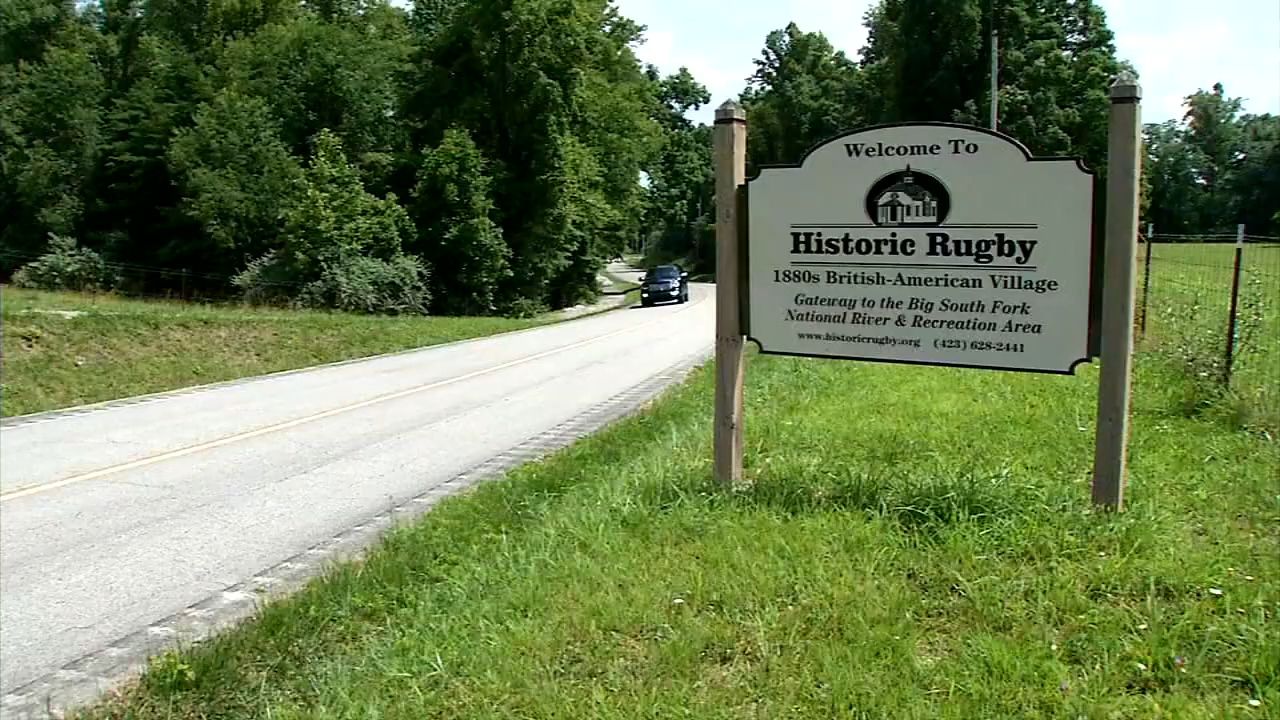 Welcome To
Historic Rugby
1880s British-American Village
Gateway to the Big South Fork
National River & Recreation Area
www.historicrugby.org (423) 628-2441